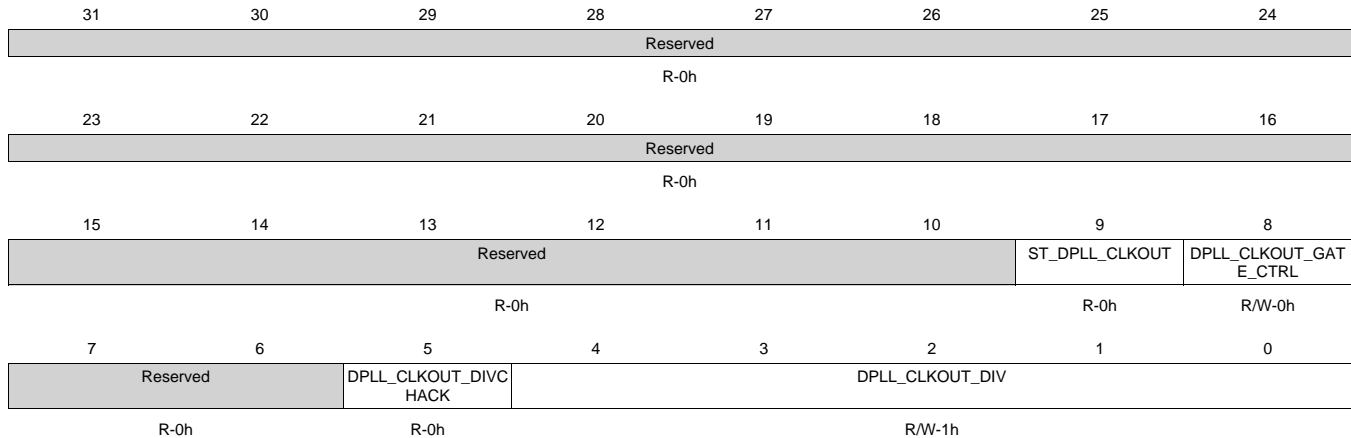 31 30 29 28 27 26 25 24
Reserved
R-0h
23 22 21 20 19 18 17 16
Reserved
R-0h
15 14 13 12 11 10 9 8
Reserved ST_DPLL_CLKOUT DPLL_CLKOUT_GAT
E_CTRL
R-0h R-0h R/W-0h
7 6 5 4 3 2 1 0
Reserved DPLL_CLKOUT_DIVC DPLL_CLKOUT_DIV
HACK
R-0h R-0h R/W-1h